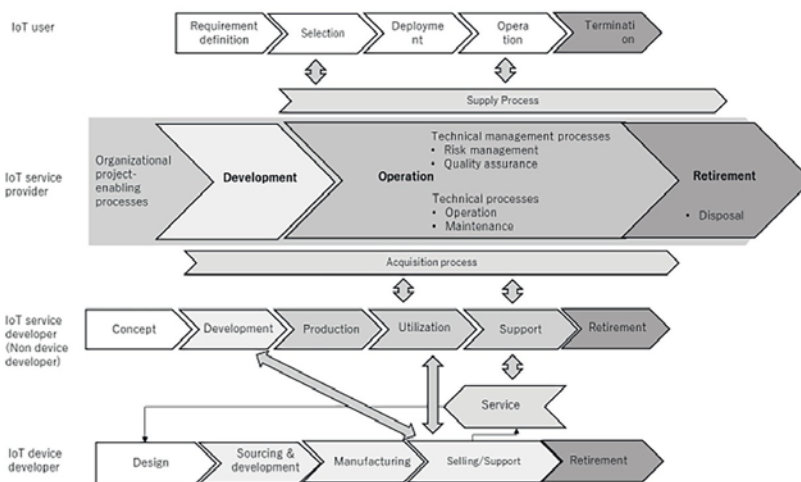 IoT user
Requirement
definition
Selection
Deployme
nt
Opera
tion
Terminati
on
Supply Process
IoT service
provider
Organizational
project-
enabling
processes
Development
Operation
Technical management processes
• Risk management
• Quality assurance
Technical processes
• Operation
• Maintenance
Retirement
• Disposal
Acquisition process
IoT service
developer
(Non device
developer)
Concept
Development
Production
Utilization
Support
Retirement
Service
IoT device
developer
Design
Sourcing &
development
Manufacturing
Selling/Support
Retirement